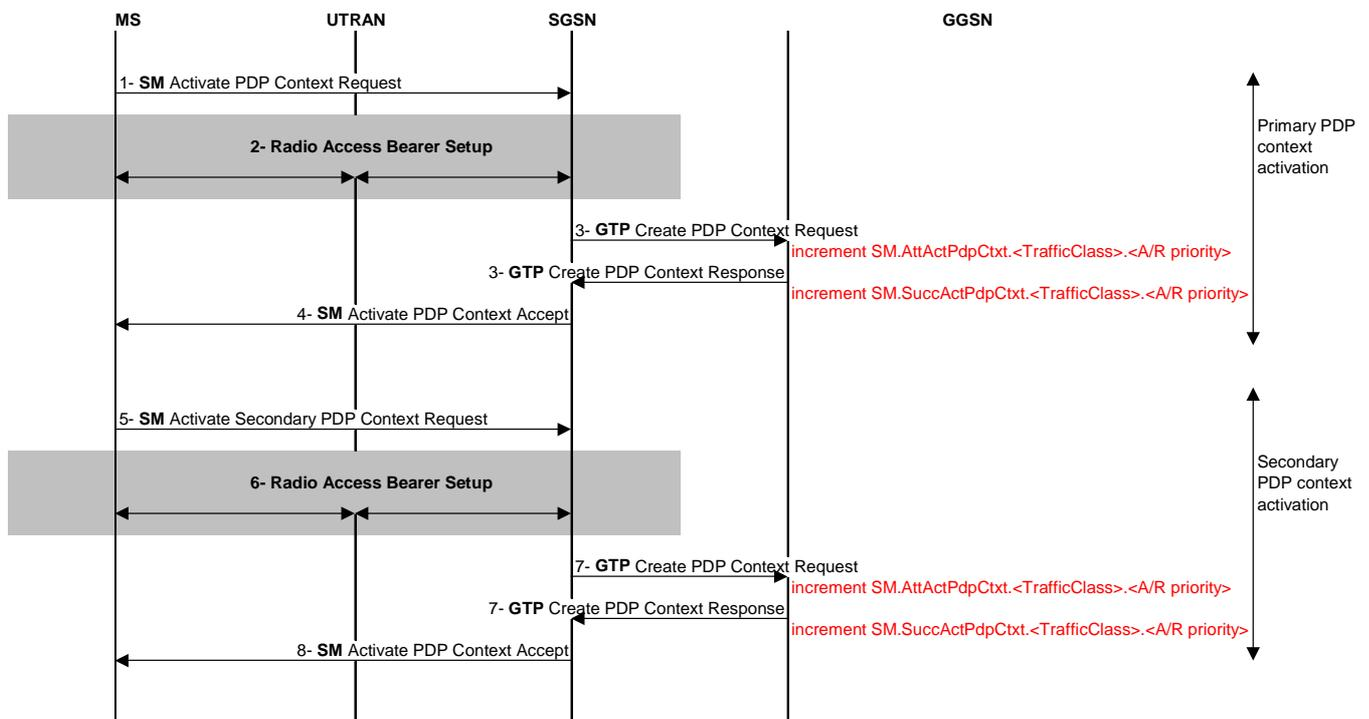 MS UTRAN SGSN GGSN
1- SM Activate PDP Context Request
Primary PDP
context
activation
2- Radio Access Bearer Setup
3- GTP Create PDP Context Request
increment SM.AttActPdpCtxt.<TrafficClass>.<A/R priority>
3- GTP Create PDP Context Response
increment SM.SuccActPdpCtxt.<TrafficClass>.<A/R priority>
4- SM Activate PDP Context Accept
5- SM Activate Secondary PDP Context Request
Secondary
PDP context
activation
6- Radio Access Bearer Setup
7- GTP Create PDP Context Request
increment SM.AttActPdpCtxt.<TrafficClass>.<A/R priority>
7- GTP Create PDP Context Response
increment SM.SuccActPdpCtxt.<TrafficClass>.<A/R priority>
8- SM Activate PDP Context Accept